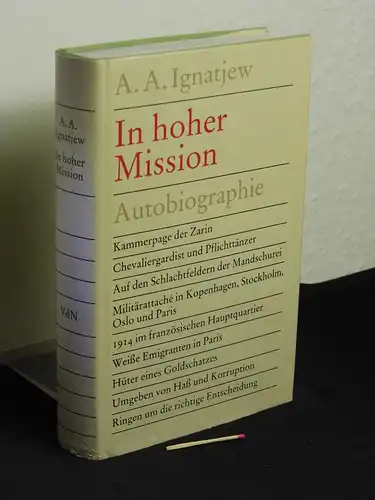 A. A. Ignatjew
In hoher
Mission
Autobiographie
Kammerpage der Zarin
Chevaliergardist und Pflichttänzer
Auf den Schlachtfeldern der Mandschurei
Militärattaché in Kopenhagen, Stockholm,
Oslo und Paris
1914 im französischen Hauptquartier
Weiße Emigranten in Paris
Hüter eines Goldschatzes
Umgeben von Haß und Korruption
Ringen um die richtige Entscheidung
A. A.
Ignatjew
In hoher
Mission
VdN